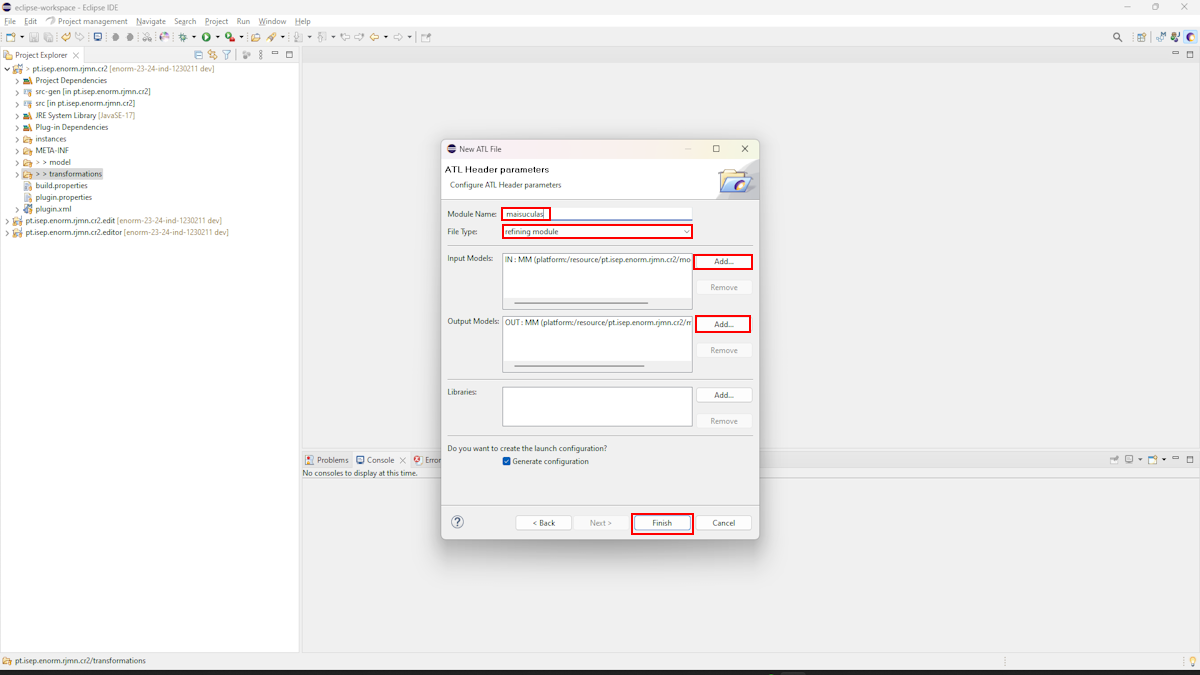 eclipse-workspace - Eclipse IDE
File Edit Project management Navigate Search Project Run Window Help
Project Explorer
> pt.isep.enorm.rjmn.cr2 [enorm-23-24-ind-1230211 dev]
Project Dependencies
src-gen [in pt.isep.enorm.rjmn.cr2]
src [in pt.isep.enorm.rjmn.cr2]
JRE System Library [JavaSE-17]
Plug-in Dependencies
instances
META-INF
> > model
> > transformations
build.properties
plugin.properties
plugin.xml
pt.isep.enorm.rjmn.cr2.edit [enorm-23-24-ind-1230211 dev]
pt.isep.enorm.rjmn.cr2.editor [enorm-23-24-ind-1230211 dev]
New ATL File
ATL Header parameters
Configure ATL Header parameters
Module Name: maisuculas
File Type: refining module
Input Models: IN : MM (platform:/resource/pt.isep.enorm.rjmn.cr2/mo Add...
Remove
Output Models: OUT : MM (platform:/resource/pt.isep.enorm.rjmn.cr2/m Add...
Remove
Libraries: Add...
Remove
Do you want to create the launch configuration?
Generate configuration
? < Back Next > Finish Cancel
Problems Console Error
No consoles to display at this time.
pt.isep.enorm.rjmn.cr2/transformations